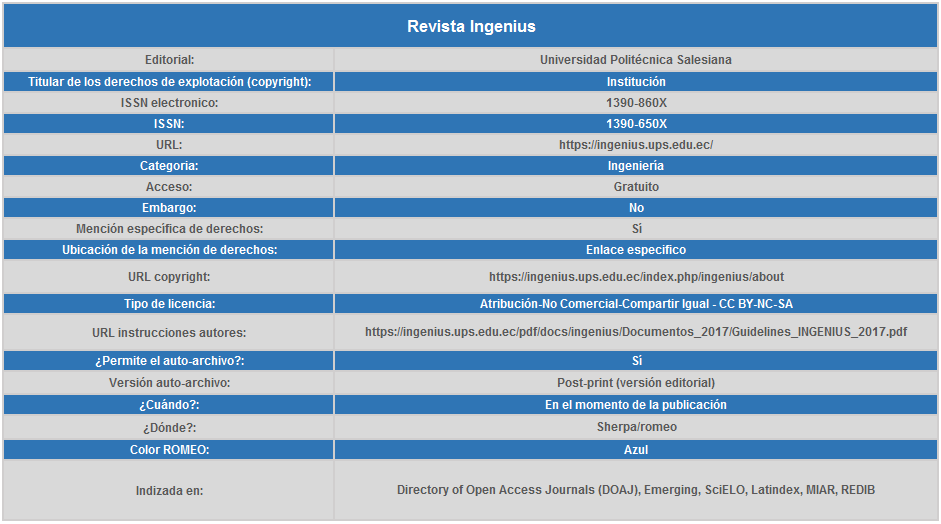 Revista Ingenius
Editorial: Universidad Politécnica Salesiana
Titular de los derechos de explotación (copyright): Institución
ISSN electronico: 1390-860X
ISSN: 1390-650X
URL: https://ingenius.ups.edu.ec/
Categoria: Ingeniería
Acceso: Gratuito
Embargo: No
Mención específica de derechos: Sí
Ubicación de la mención de derechos: Enlace especifico
URL copyright: https://ingenius.ups.edu.ec/index.php/ingenius/about
Tipo de licencia: Atribución-No Comercial-Compartir Igual - CC BY-NC-SA
URL instrucciones autores: https://ingenius.ups.edu.ec/pdf/docs/ingenius/Documentos_2017/Guidelines_INGENIUS_2017.pdf
¿Permite el auto-archivo?: Sí
Versión auto-archivo: Post-print (versión editorial)
¿Cuándo?: En el momento de la publicación
¿Dónde?: Sherpa/romeo
Color ROMEO: Azul
Indizada en: Directory of Open Access Journals (DOAJ), Emerging, SciELO, Latindex, MIAR, REDIB